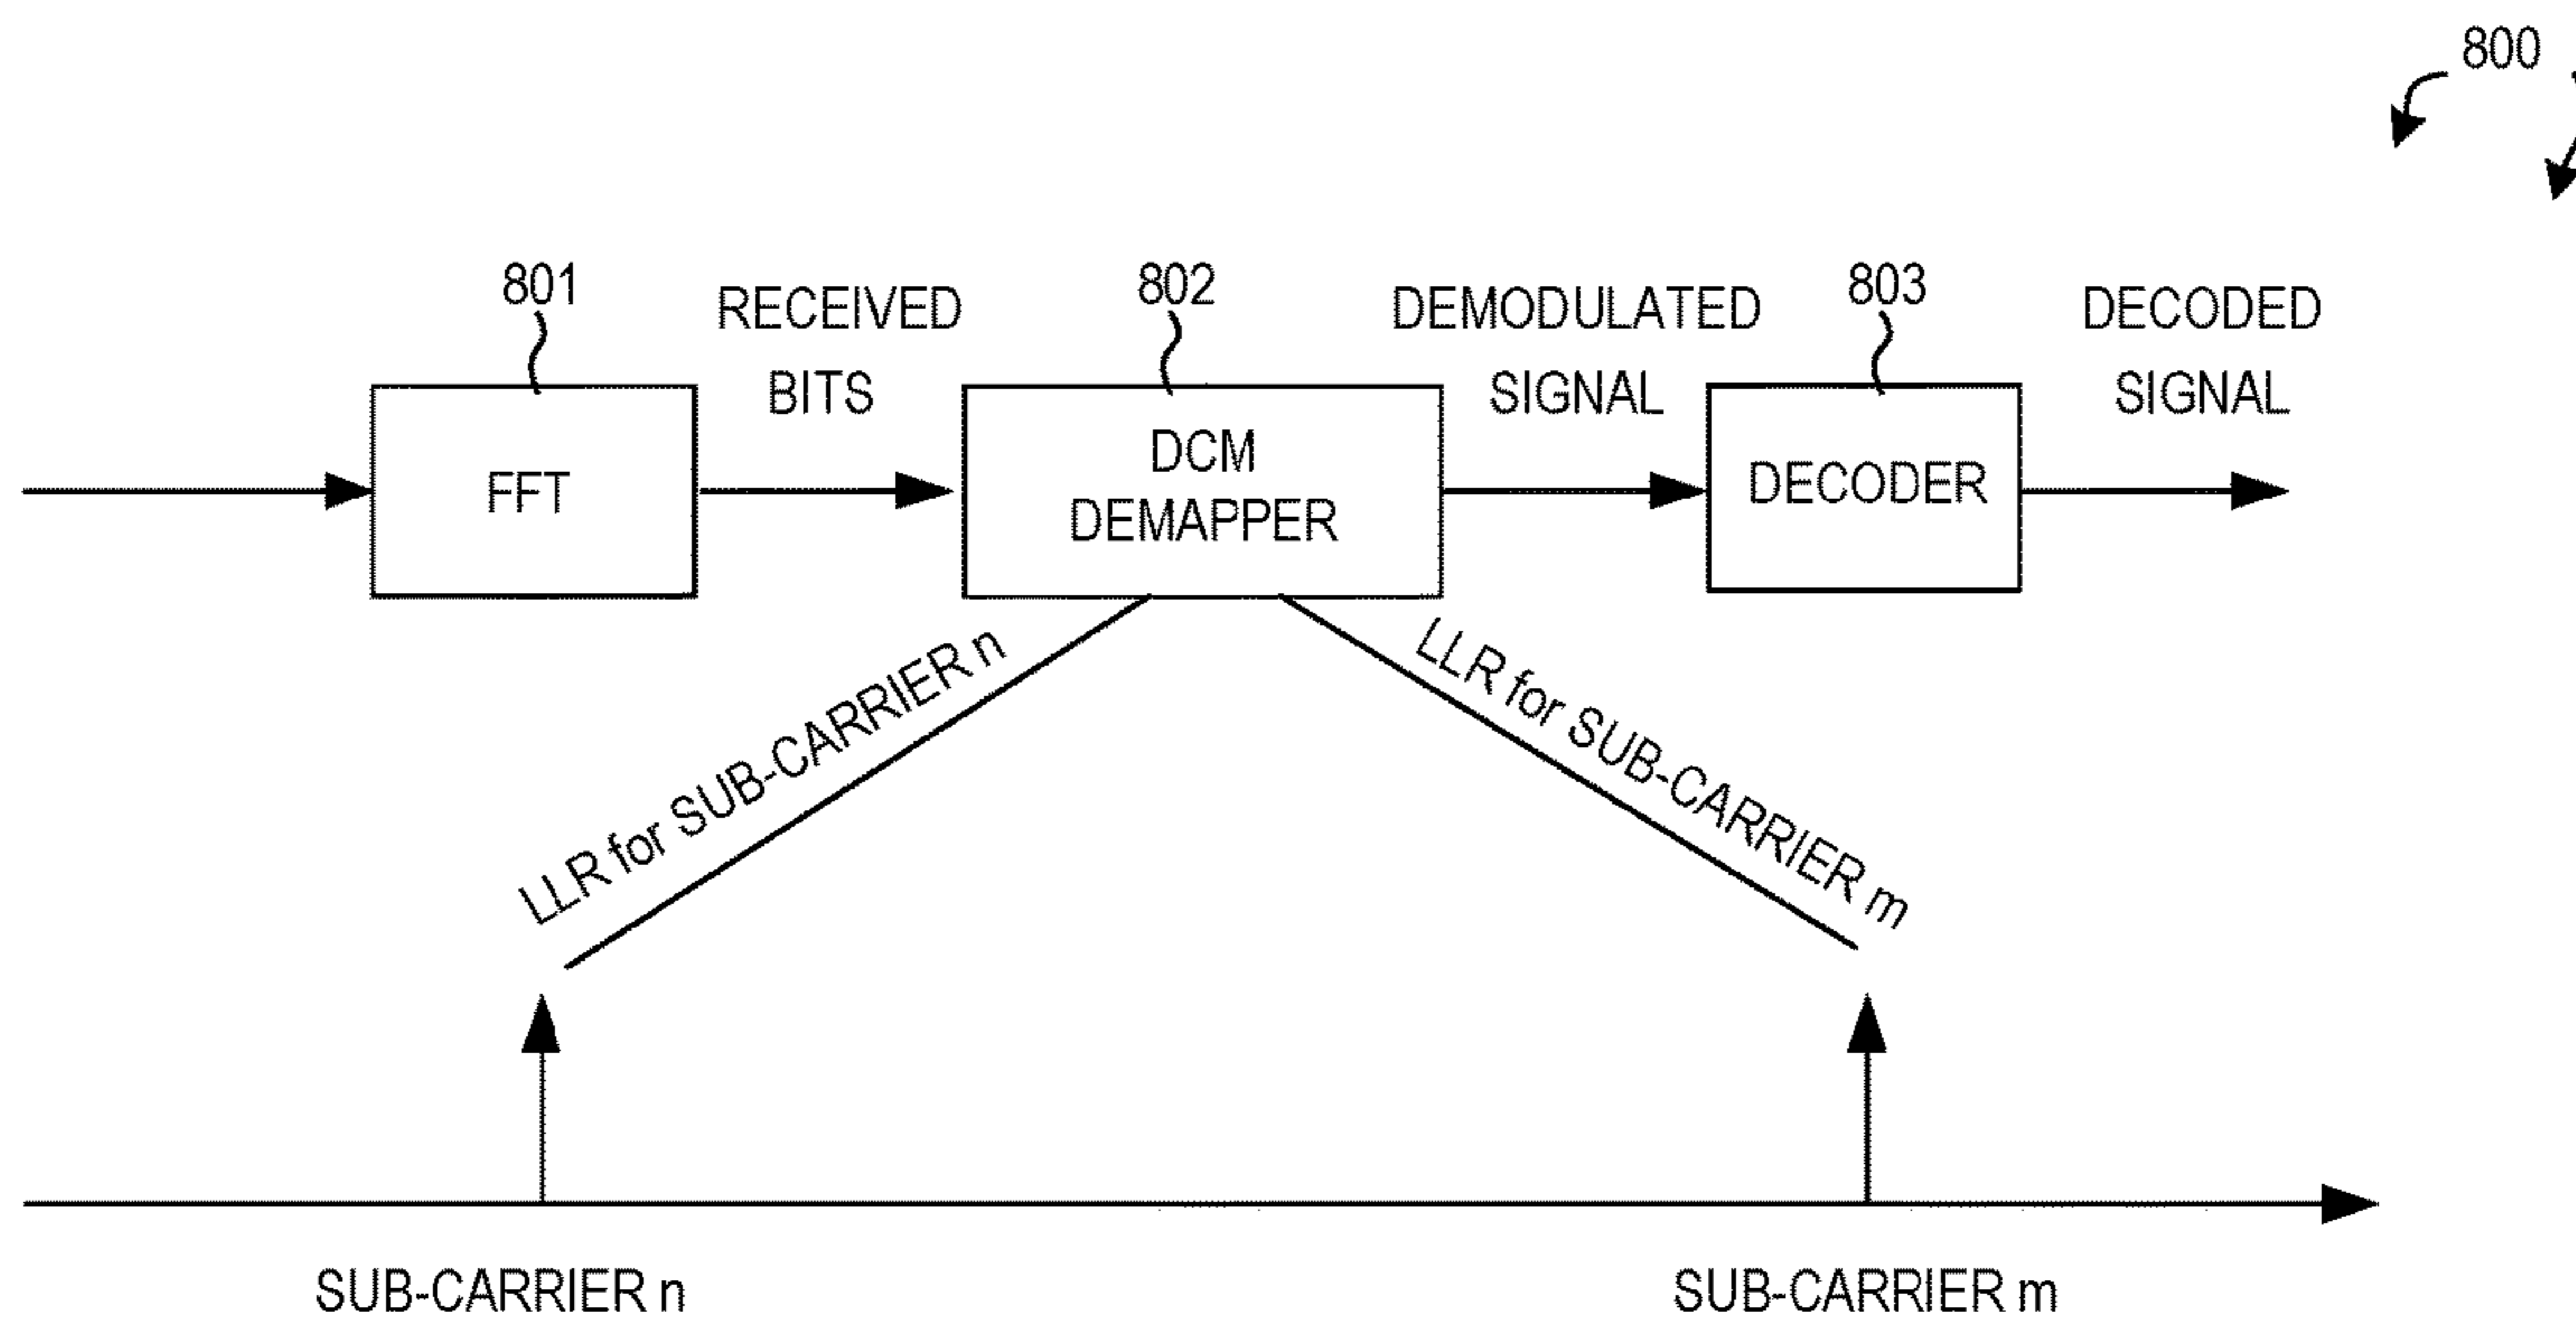 800
801
RECEIVED
BITS
802
DEMODULATED
SIGNAL
803
DECODED
SIGNAL
FFT
DCM
DEMAPPER
DECODER
LLR for SUB-CARRIER n
LLR for SUB-CARRIER m
SUB-CARRIER n
SUB-CARRIER m